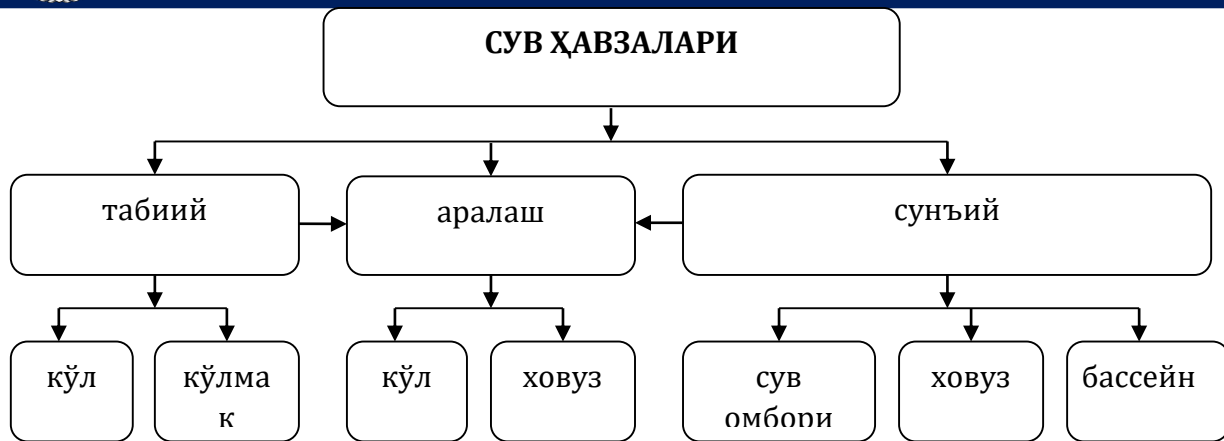 СУВ ҲАВЗАЛАРИ
табиий
аралаш
сунъий
кўл
кўлма
к
кўл
ховуз
сув
омбори
ховуз
бассейн